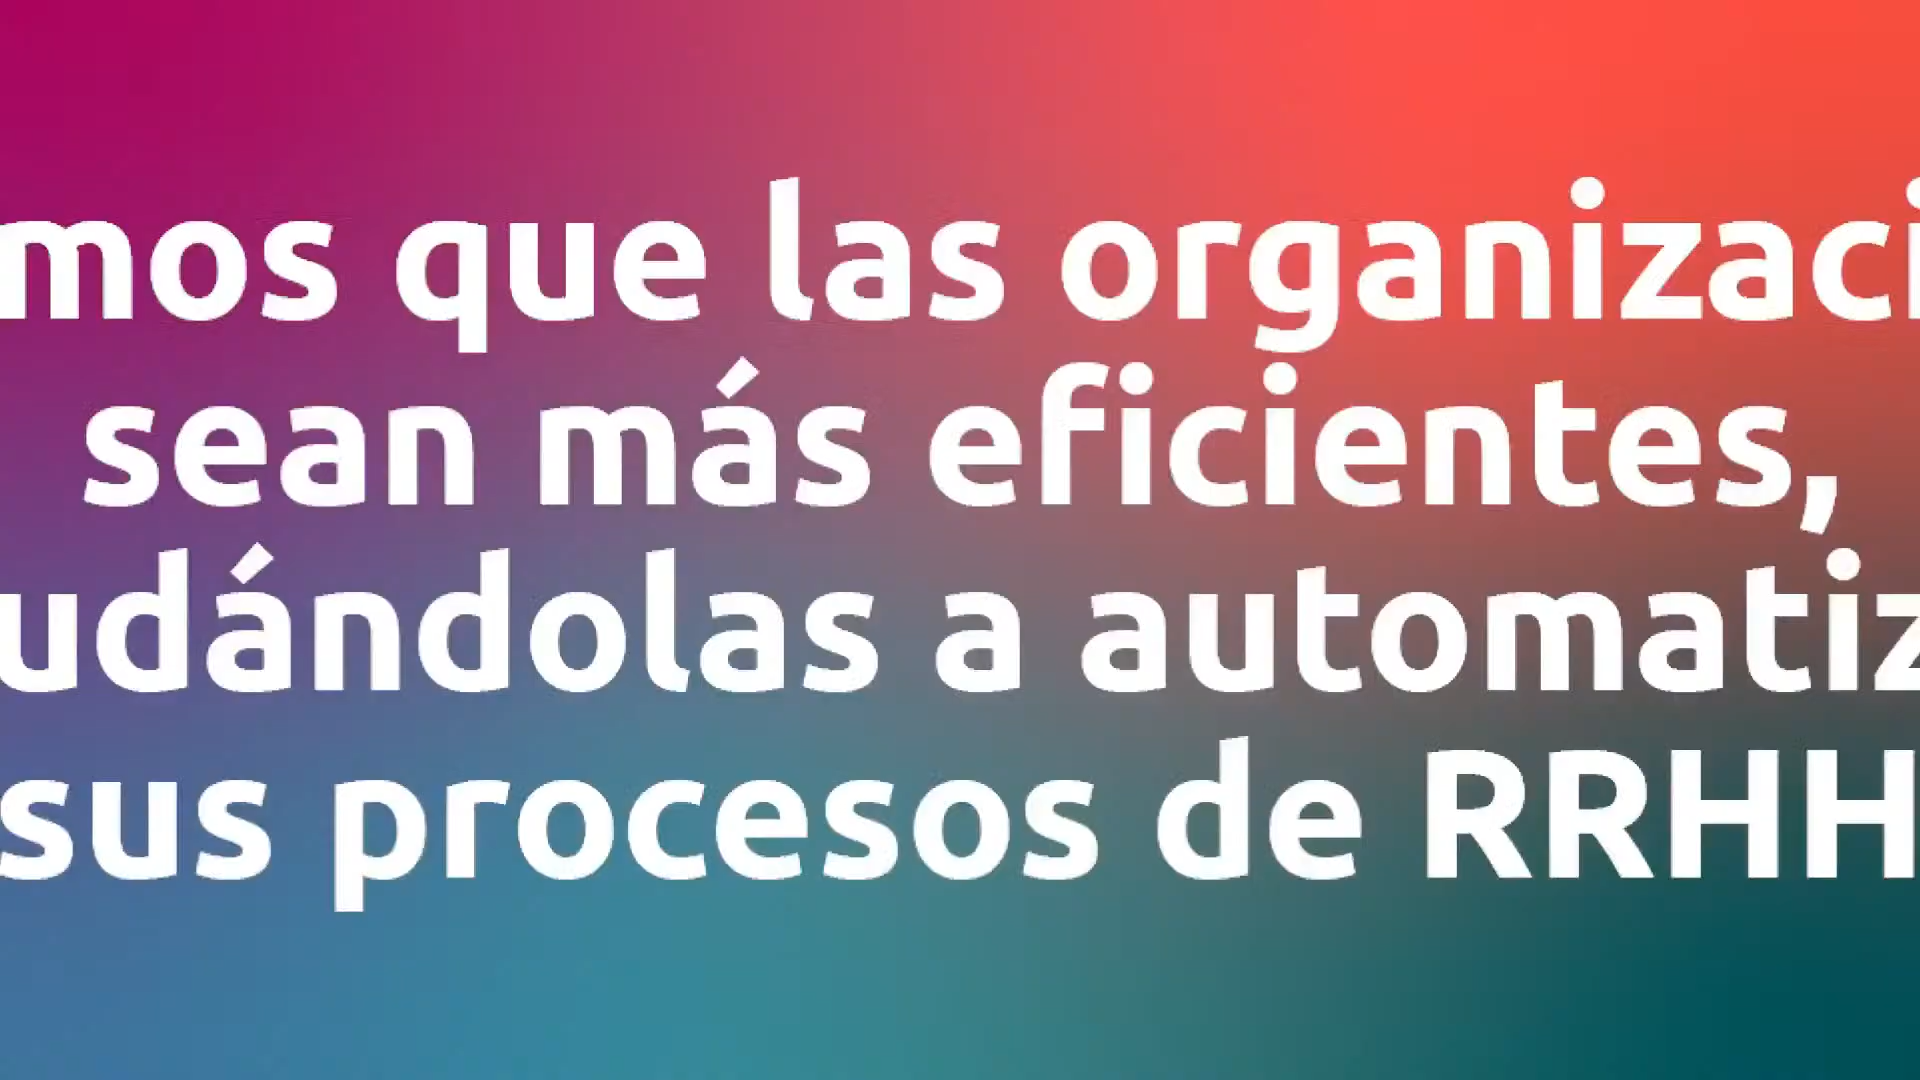 mos que las organizaci
sean más eficientes,
udándolas a automatiz
sus procesos de RRHH